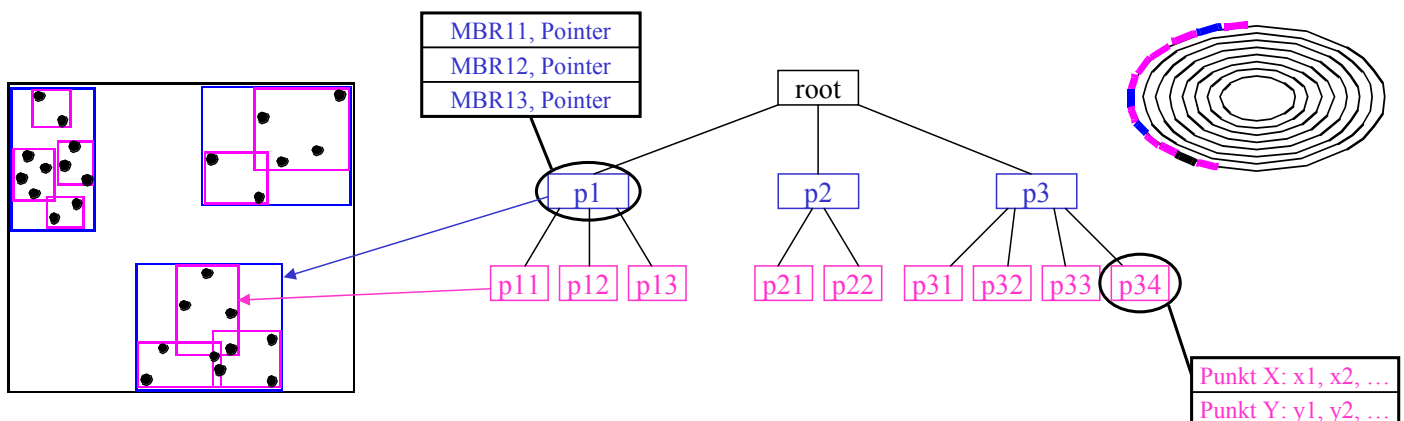 MBR11, Pointer
MBR12, Pointer
MBR13, Pointer
root
p1
p2
p3
p11
p12
p13
p21
p22
p31
p32
p33
p34
Punkt X: x1, x2, …
Punkt Y: y1, y2, …